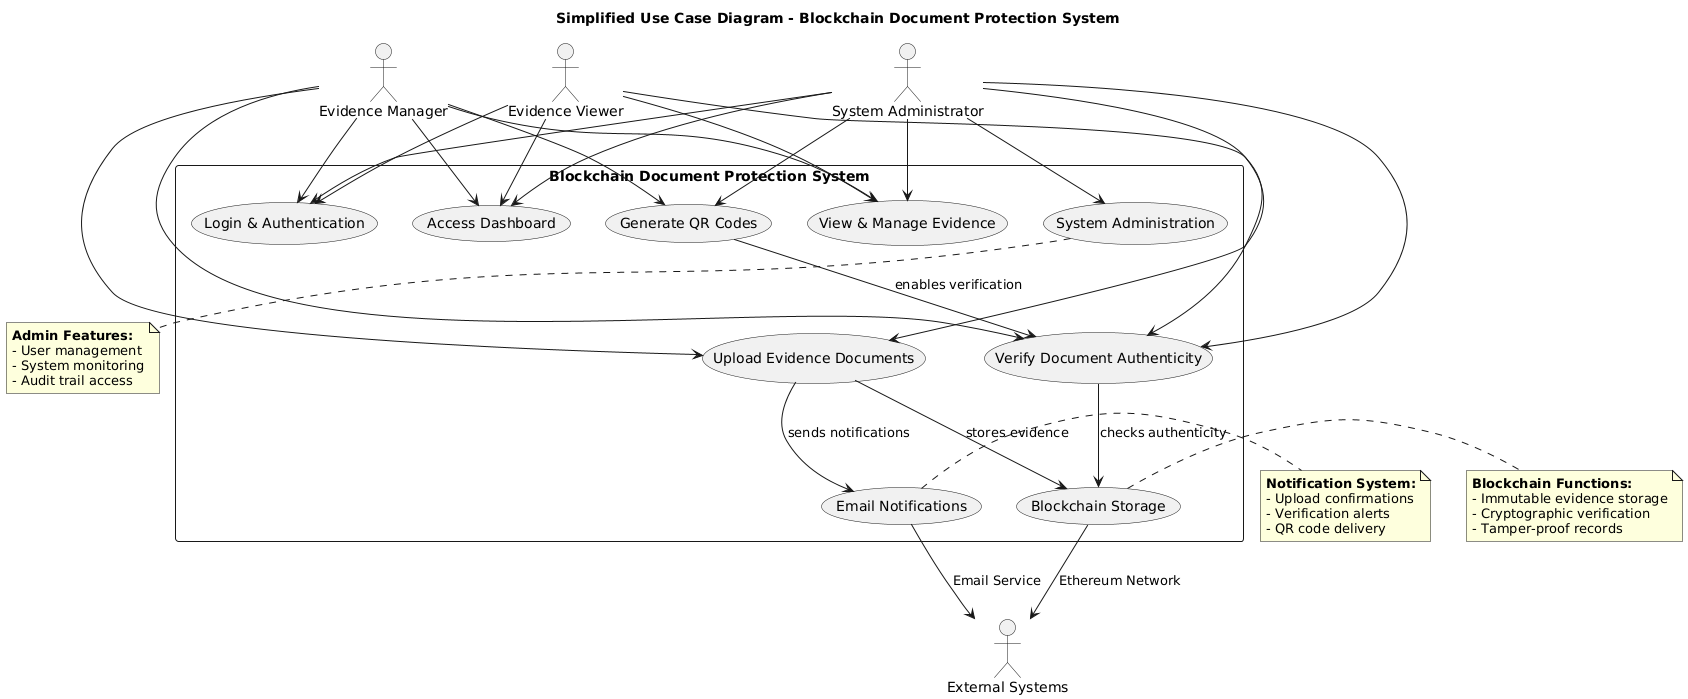 Simplified Use Case Diagram - Blockchain Document Protection System
Evidence Manager
Evidence Viewer
System Administrator
Blockchain Document Protection System
Login & Authentication
Access Dashboard
Generate QR Codes
View & Manage Evidence
System Administration
enables verification
Admin Features:
- User management
- System monitoring
- Audit trail access
Upload Evidence Documents
Verify Document Authenticity
sends notifications
stores evidence
checks authenticity
Email Notifications
Blockchain Storage
Notification System:
- Upload confirmations
- Verification alerts
- QR code delivery
Blockchain Functions:
- Immutable evidence storage
- Cryptographic verification
- Tamper-proof records
Email Service
Ethereum Network
External Systems